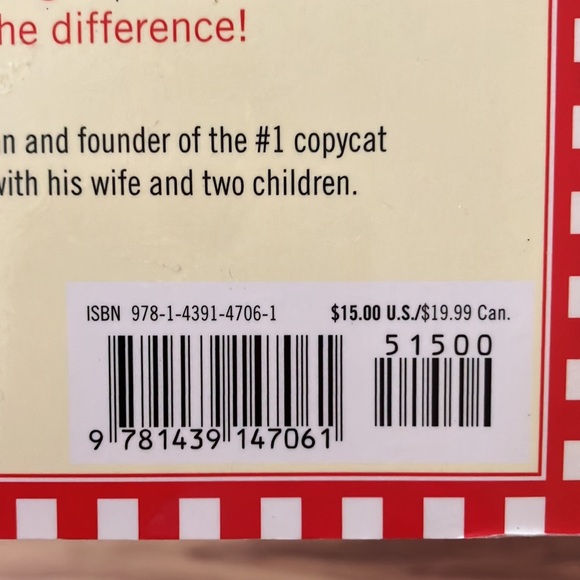 he difference!
n and founder of the #1 copycat
with his wife and two children.
ISBN 978-1-4391-4706-1 $15.00 U.S./$19.99 Can.
51500
9 781439 147061